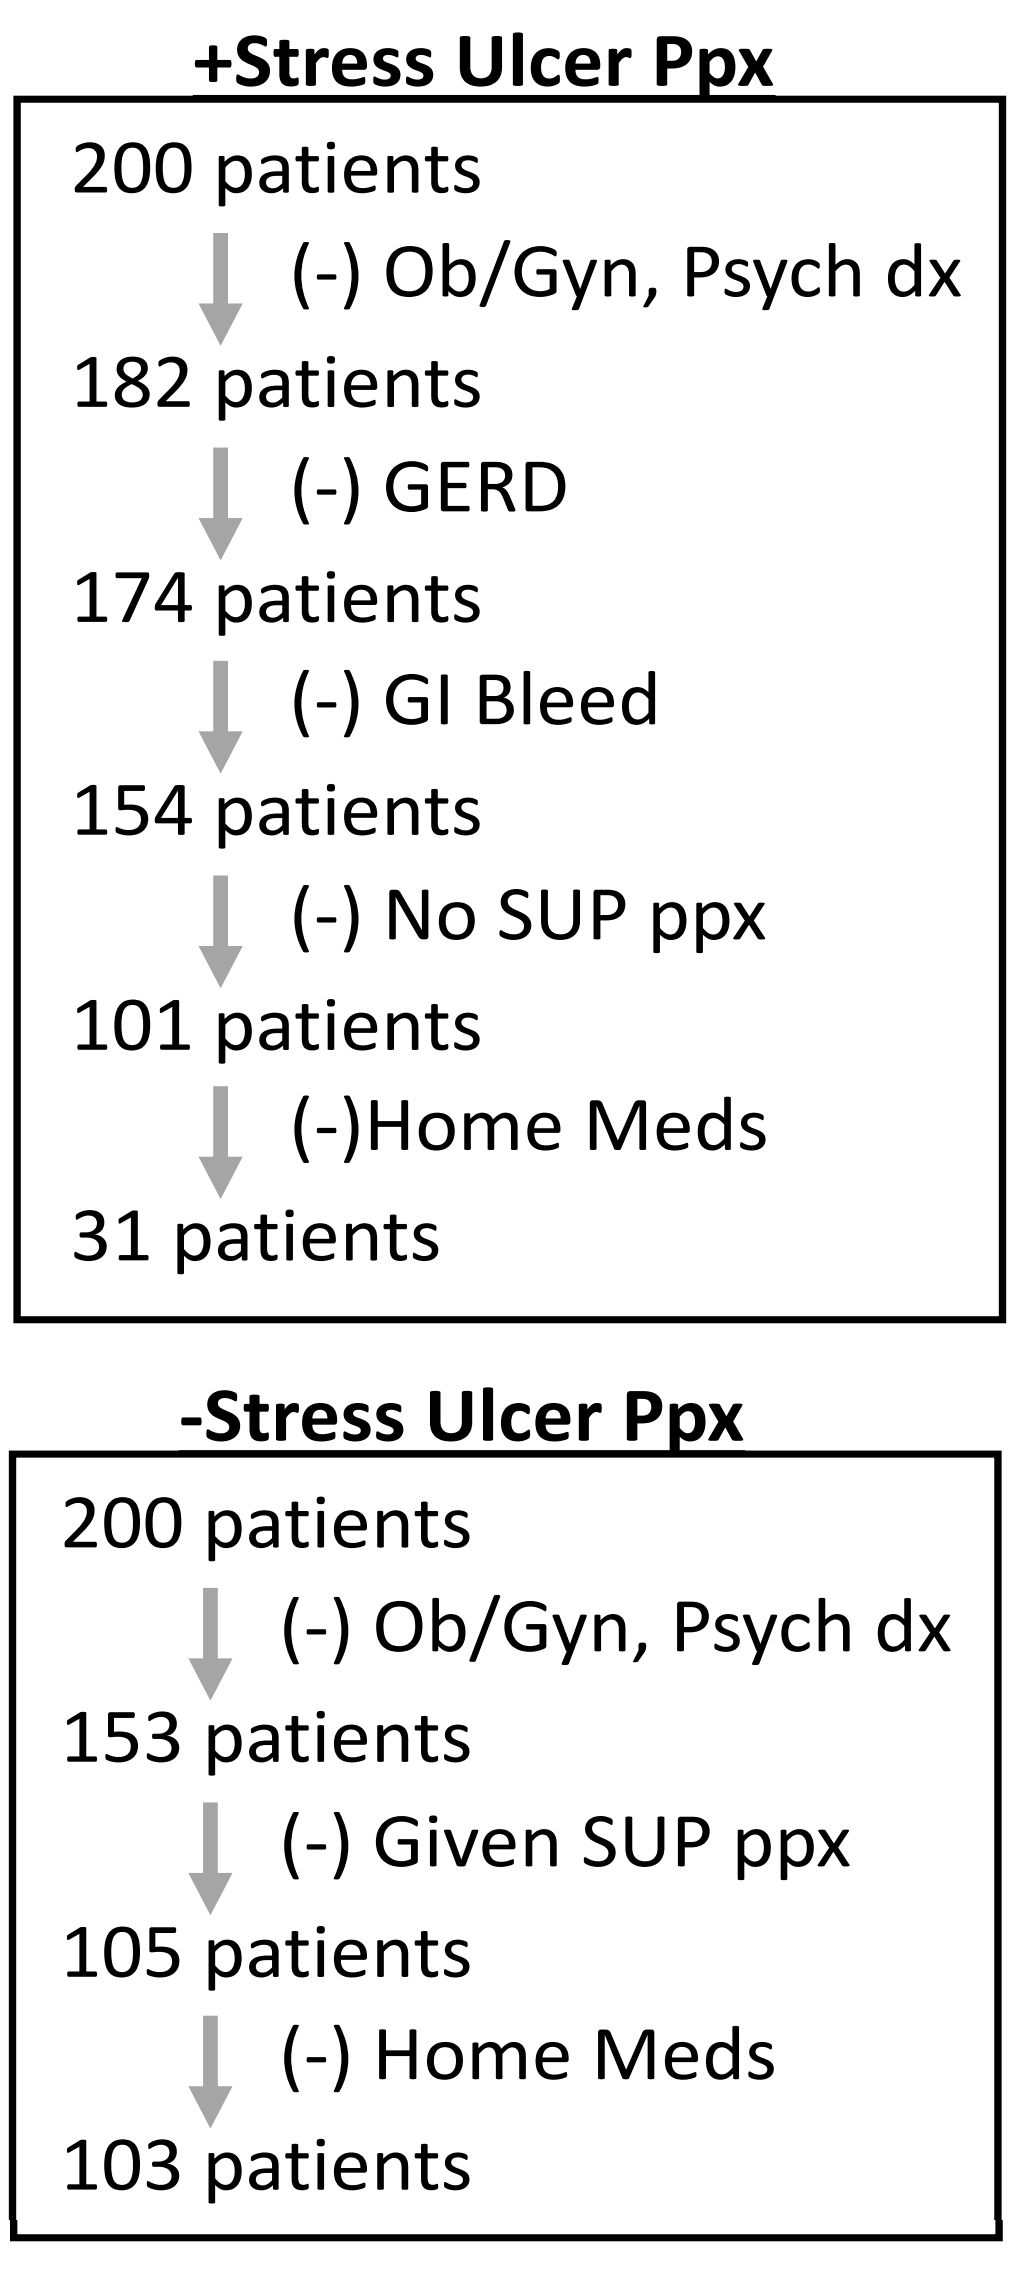 +Stress Ulcer Ppx
200 patients
(-) Ob/Gyn, Psych dx
182 patients
(-) GERD
174 patients
(-) GI Bleed
154 patients
(-) No SUP ppx
101 patients
(-)Home Meds
31 patients
-Stress Ulcer Ppx
200 patients
(-) Ob/Gyn, Psych dx
153 patients
(-) Given SUP ppx
105 patients
(-) Home Meds
103 patients